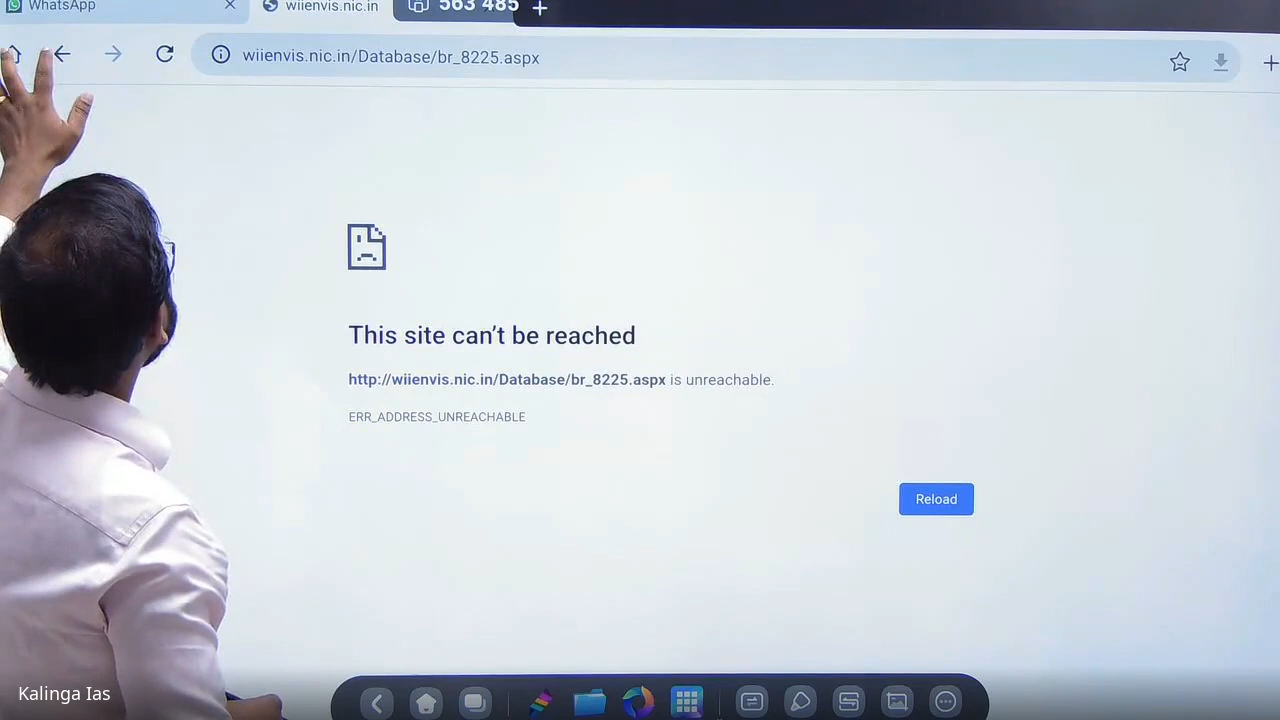 WhatsApp
wiienvis.nic.in
563 485
wiienvis.nic.in/Database/br_8225.aspx
This site can't be reached
http://wiienvis.nic.in/Database/br_8225.aspx is unreachable.
ERR_ADDRESS_UNREACHABLE
Reload
Kalinga Ias